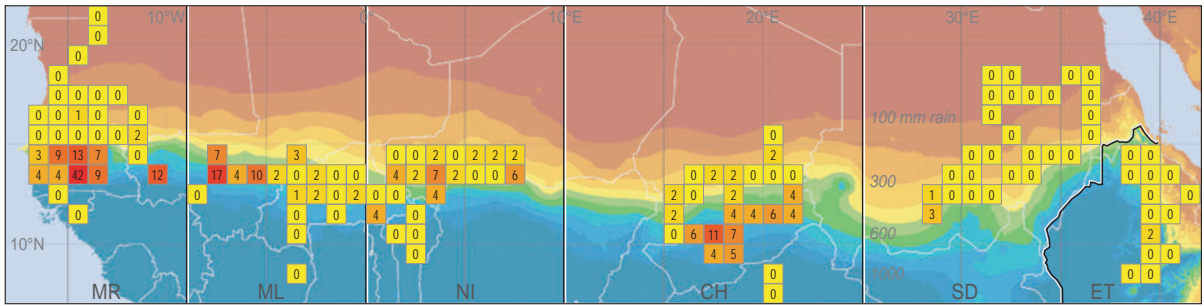 0 10°W 0° 10°E 20°E 30°E 40°E
0
20°N
0
0 0 0 0 0
0 0 0 0 0 0 0 0 0
0 0 1 0 0 100 mm rain 0 0
0 0 0 0 0 2 0 0 0
3 9 13 7 0 7 3 0 0 2 0 2 2 2 2 0 0 0 0 0 0 0
4 4 42 9 12 17 4 10 2 0 2 0 0 4 2 7 2 0 0 6 0 2 2 0 0 300 0 0 0 0 0 0
0 0 1 2 0 2 0 4 2 0 2 4 1 0 0 0 0 0 0
0 0 0 4 2 2 4 4 6 4 3 0 0
0 0 0 6 11 7 600 2 0
10°N
0 4 5 0 0
0 0 1000 0 0
MR ML NI CH 0 SD ET